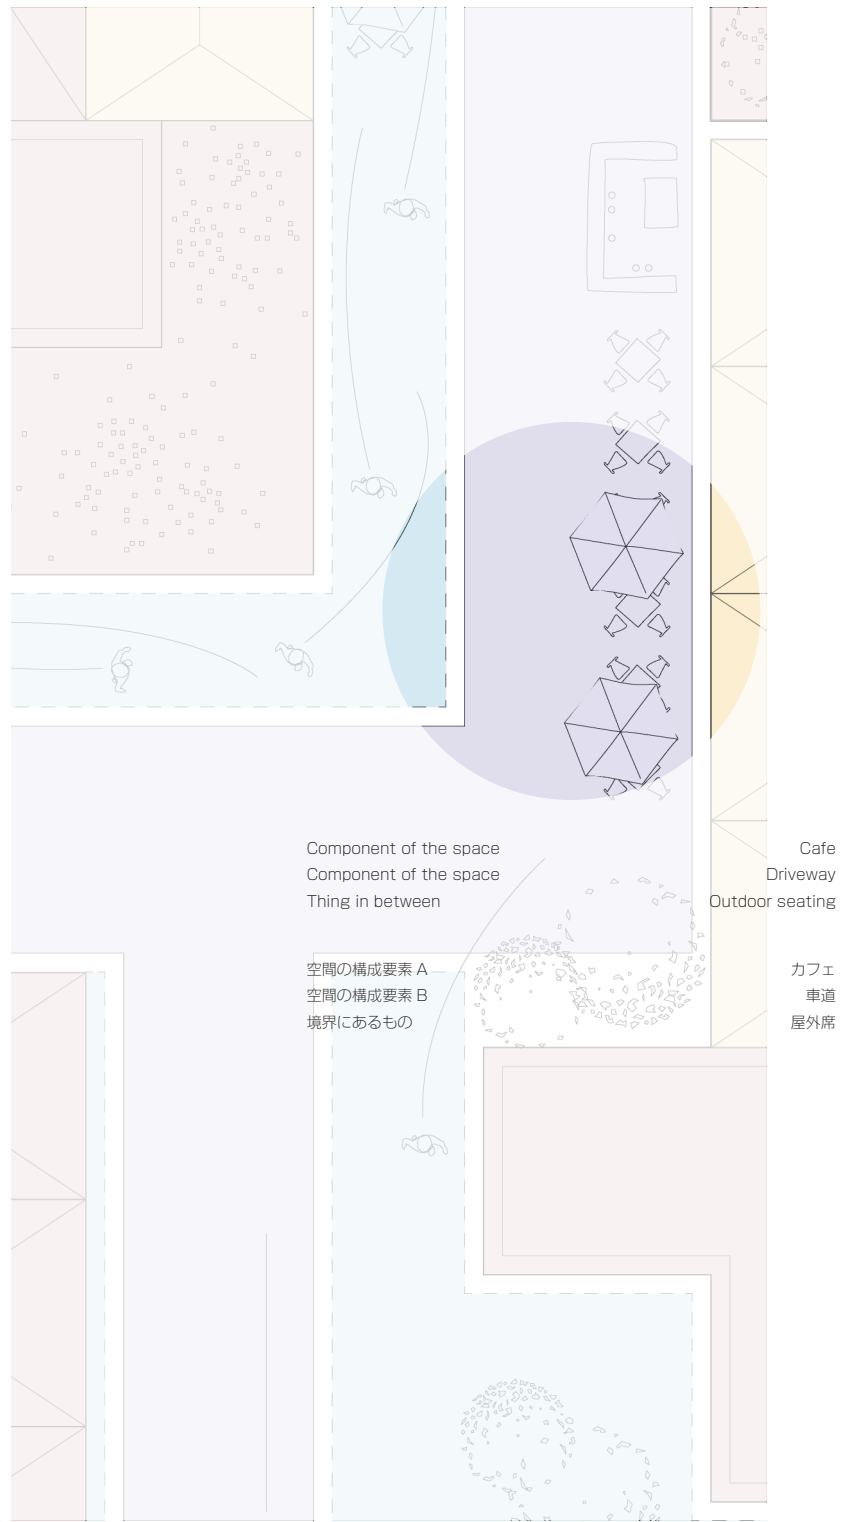 Component of the space Cafe
Component of the space Driveway
Thing in between Outdoor seating
空間の構成要素 A カフェ
空間の構成要素 B 車道
境界にあるもの 屋外席